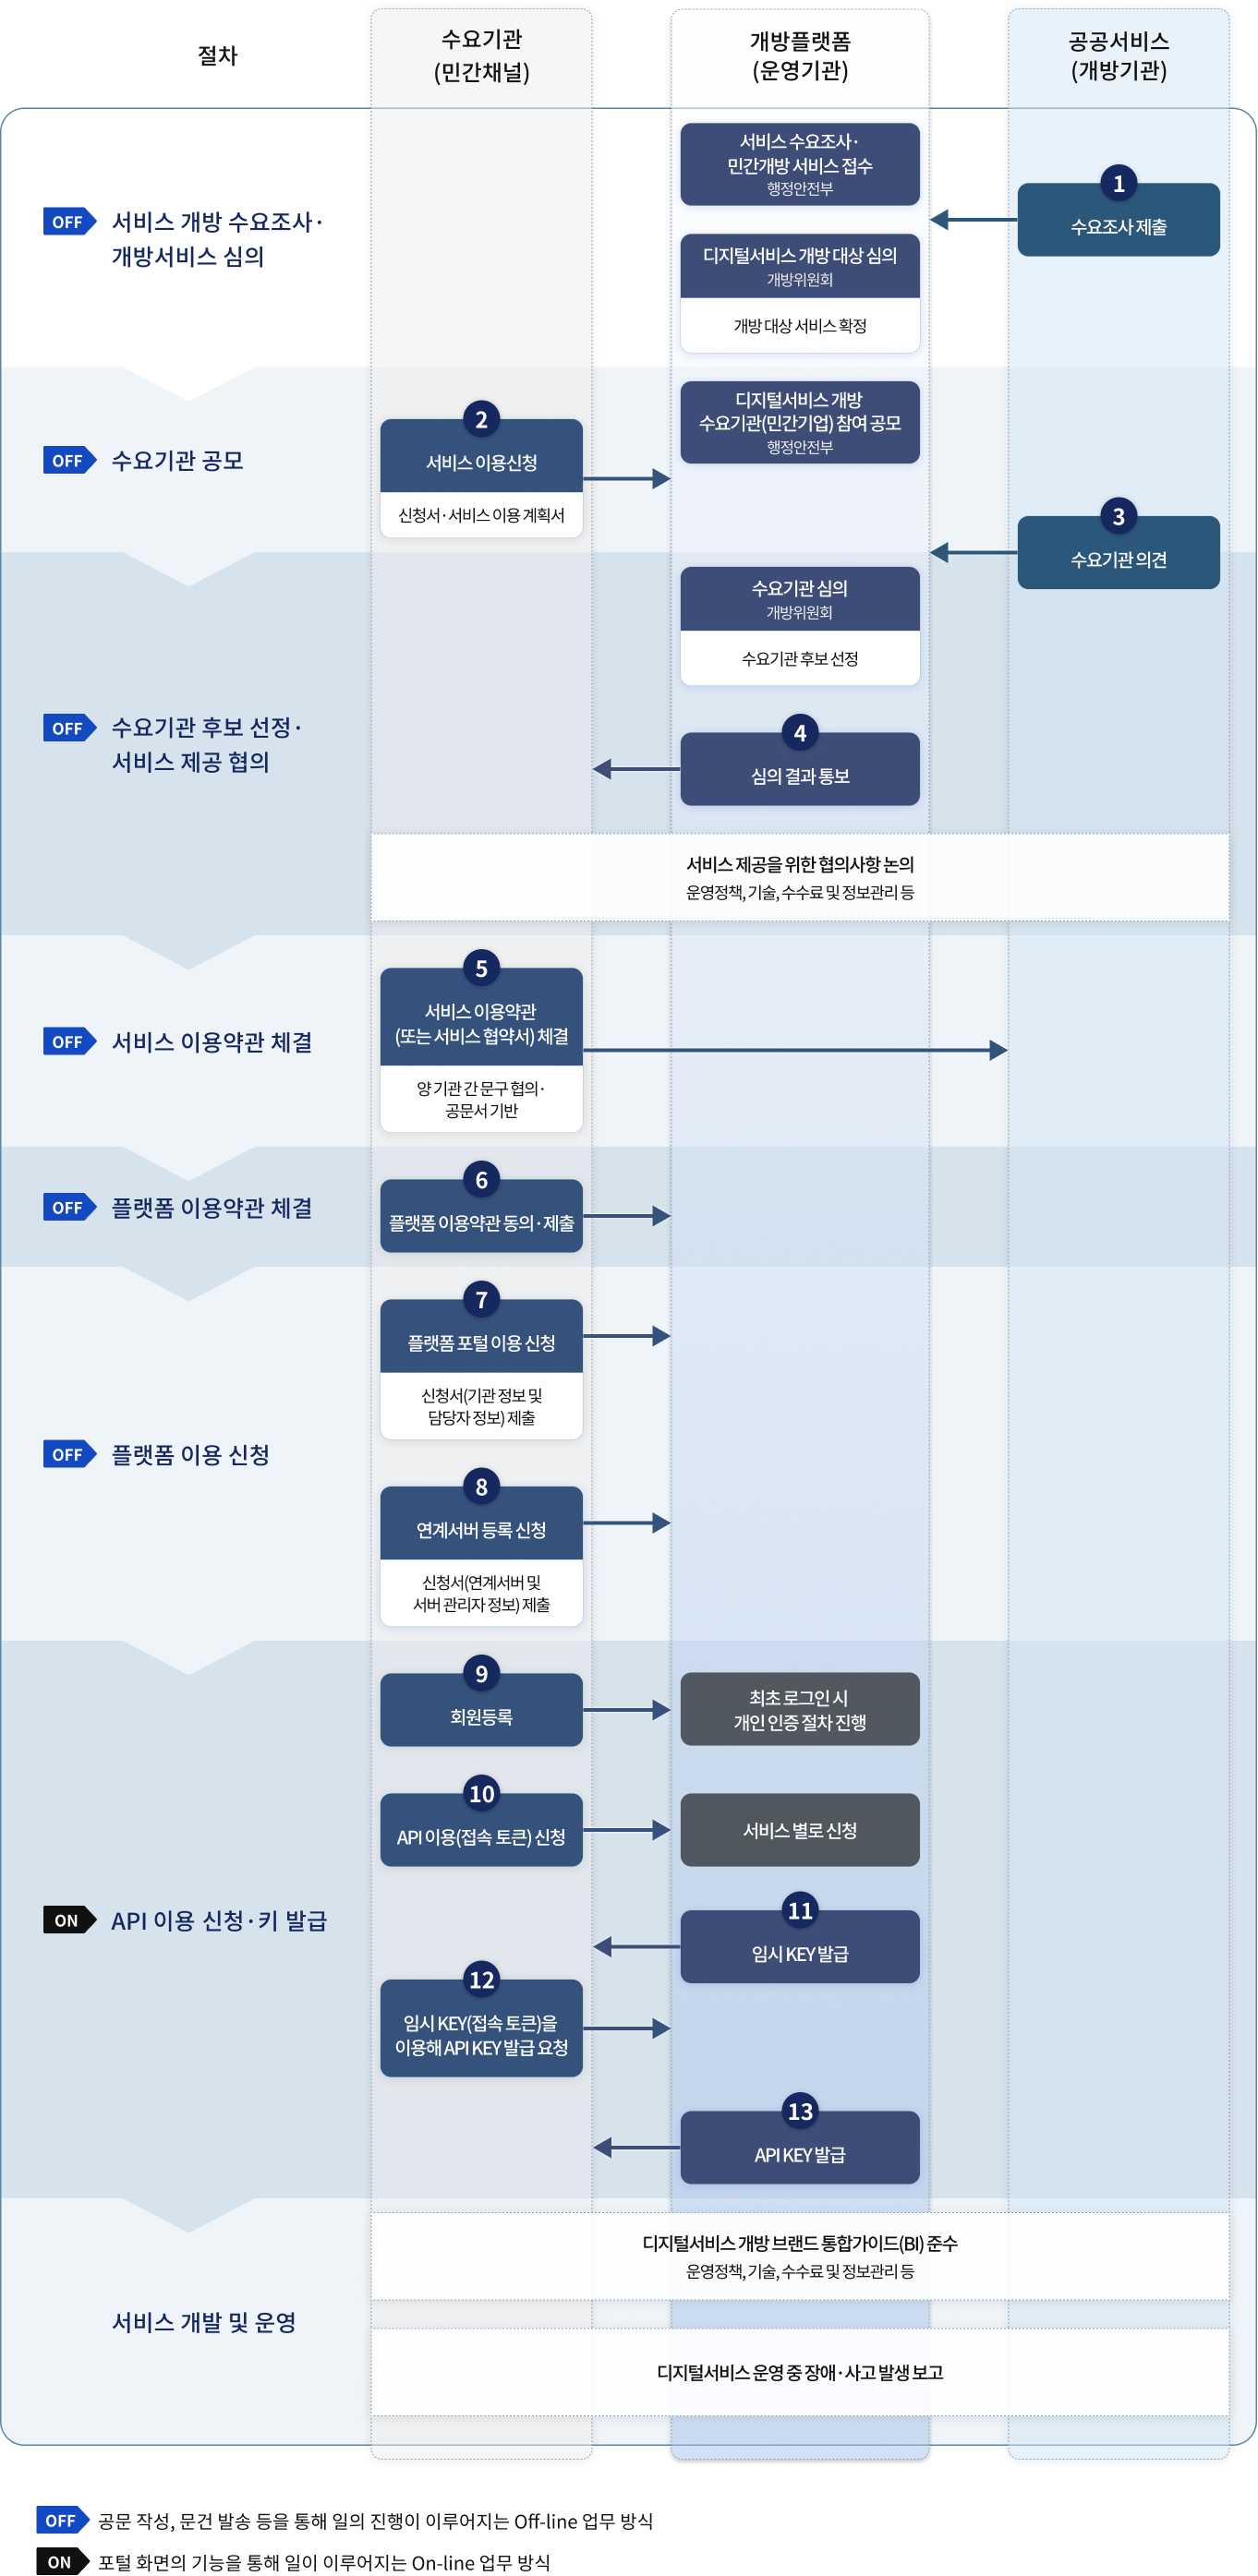 절차
수요기관
(민간채널)
개방플랫폼
(운영기관)
공공서비스
(개방기관)
OFF
서비스 개방 수요조사·
개방서비스 심의
서비스 수요조사·
민간개방 서비스 접수
행정안전부
1
수요조사 제출
디지털서비스 개방 대상 심의
개방위원회
개방 대상 서비스 확정
OFF
수요기관 공모
2
서비스 이용신청
신청서·서비스 이용 계획서
디지털서비스 개방
수요기관(민간기업) 참여 공모
행정안전부
3
수요기관 의견
OFF
수요기관 후보 선정·
서비스 제공 협의
수요기관 심의
개방위원회
수요기관 후보 선정
4
심의 결과 통보
서비스 제공을 위한 협의사항 논의
운영정책, 기술, 수수료 및 정보관리 등
OFF
서비스 이용약관 체결
5
서비스 이용약관
(또는 서비스 협약서) 체결
양 기관 간 문구 협의·
공문서 기반
OFF
플랫폼 이용약관 체결
6
플랫폼 이용약관 동의·제출
OFF
플랫폼 이용 신청
7
플랫폼 포털 이용 신청
신청서(기관 정보 및
담당자 정보) 제출
8
연계서버 등록 신청
신청서(연계서버 및
서버 관리자 정보) 제출
ON
API 이용 신청·키 발급
9
회원등록
최초 로그인 시
개인 인증 절차 진행
10
API 이용(접속 토큰) 신청
서비스 별로 신청
11
임시 KEY 발급
12
임시 KEY(접속 토큰)을
이용해 API KEY 발급 요청
13
API KEY 발급
서비스 개발 및 운영
디지털서비스 개방 브랜드 통합가이드(BI) 준수
운영정책, 기술, 수수료 및 정보관리 등
디지털서비스 운영 중 장애·사고 발생 보고
OFF 공문 작성, 문건 발송 등을 통해 일의 진행이 이루어지는 Off-line 업무 방식
ON 포털 화면의 기능을 통해 일이 이루어지는 On-line 업무 방식